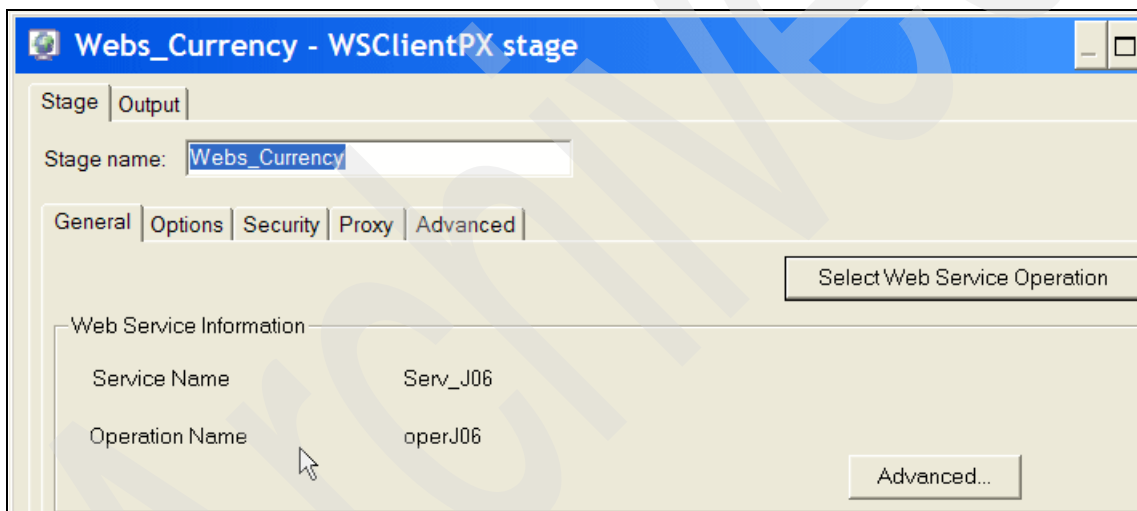 Webs_Currency - WSClientPX stage
Stage Output
Stage name: Webs_Currency
General Options Security Proxy Advanced
Select Web Service Operation
Web Service Information
Service Name Serv_J06
Operation Name operJ06
Advanced...